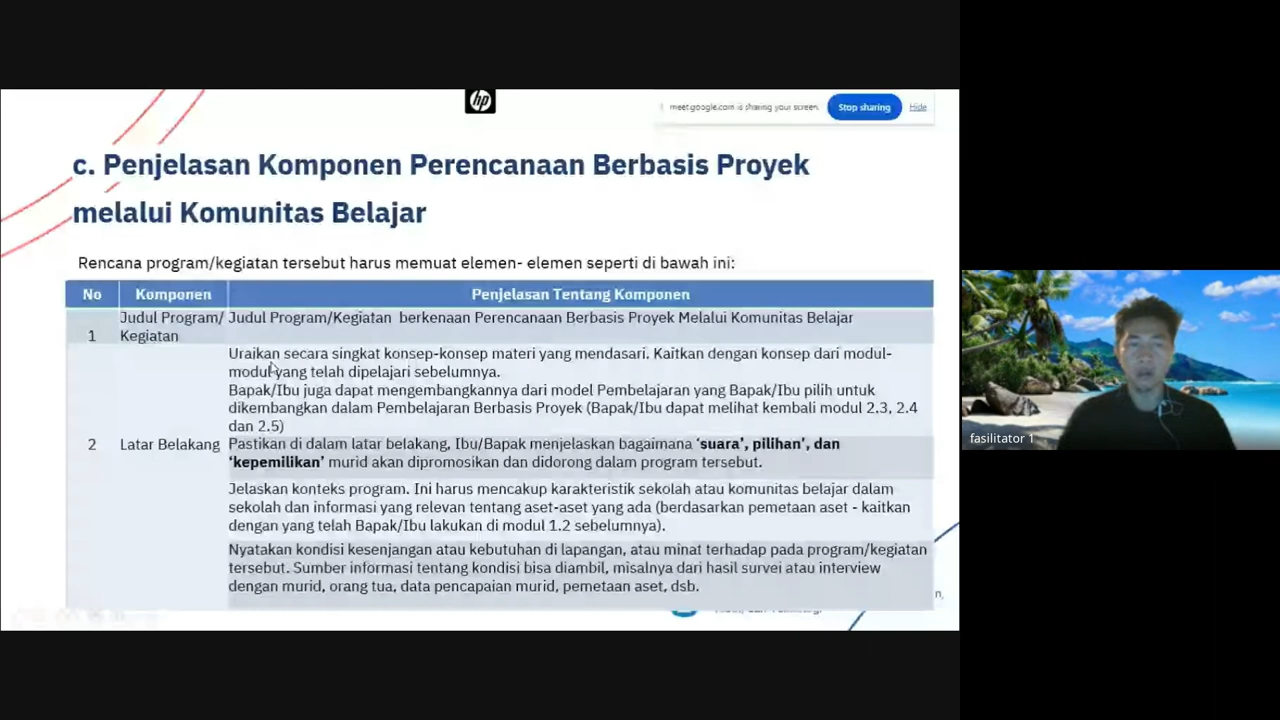 hp
meet.google.com is sharing your screen.
Stop sharing
Hide
c. Penjelasan Komponen Perencanaan Berbasis Proyek
melalui Komunitas Belajar
Rencana program/kegiatan tersebut harus memuat elemen- elemen seperti di bawah ini:
No Komponen Penjelasan Tentang Komponen
Judul Program/ Judul Program/Kegiatan berkenaan Perencanaan Berbasis Proyek Melalui Komunitas Belajar
1 Kegiatan
Uraikan secara singkat konsep-konsep materi yang mendasari. Kaitkan dengan konsep dari modul-
modul yang telah dipelajari sebelumnya.
Bapak/Ibu juga dapat mengembangkannya dari model Pembelajaran yang Bapak/Ibu pilih untuk
dikembangkan dalam Pembelajaran Berbasis Proyek (Bapak/Ibu dapat melihat kembali modul 2.3, 2.4
dan 2.5)
2 Latar Belakang Pastikan di dalam latar belakang, Ibu/Bapak menjelaskan bagaimana ‘suara’, pilihan’, dan
‘kepemilikan’ murid akan dipromosikan dan didorong dalam program tersebut.
Jelaskan konteks program. Ini harus mencakup karakteristik sekolah atau komunitas belajar dalam
sekolah dan informasi yang relevan tentang aset-aset yang ada (berdasarkan pemetaan aset - kaitkan
dengan yang telah Bapak/Ibu lakukan di modul 1.2 sebelumnya).
Nyatakan kondisi kesenjangan atau kebutuhan di lapangan, atau minat terhadap pada program/kegiatan
tersebut. Sumber informasi tentang kondisi bisa diambil, misalnya dari hasil survei atau interview
dengan murid, orang tua, data pencapaian murid, pemetaan aset, dsb.
fasilitator 1